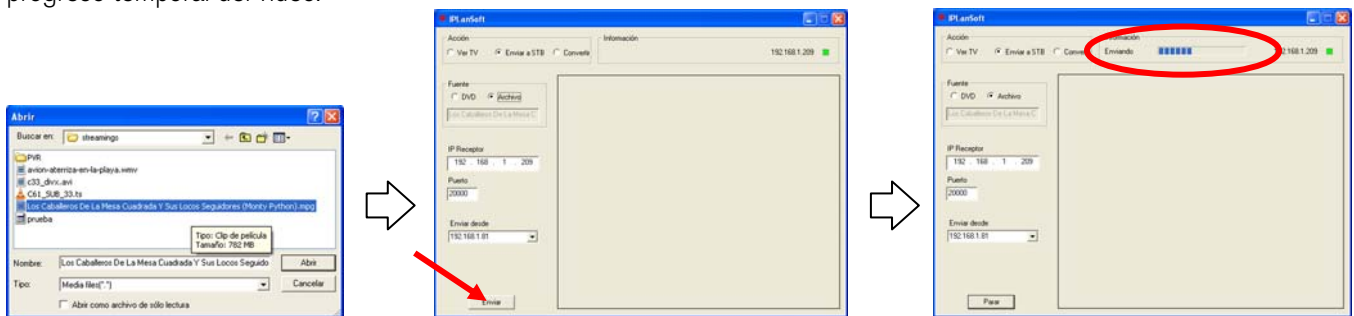 progreso temporal del vídeo.
Abrir
Buscar en: streamings
PVR
avion-aterriza-en-la-playa.wmv
c33_divx.avi
C61_SUB_33.ts
Los Caballeros De La Mesa Cuadrada Y Sus Locos Seguidores (Monty Python).mpg
prueba
Tipo: Clip de película
Tamaño: 782 MB
Nombre: Los Caballeros De La Mesa Cuadrada Y Sus Locos Seguido Abrir
Tipo: Media files(*.*) Cancelar
Abrir como archivo de sólo lectura
IPLanSoft
Acción Información
Ver TV Enviar a STB Convertir 192.168.1.209
Fuente
DVD Archivo
Los Caballeros De La Mesa C
IP Receptor
192 . 168 . 1 . 209
Puerto
20000
Enviar desde
192.168.1.81
Enviar
IPLanSoft
Acción
Ver TV Enviar a STB Enviando 192.168.1.209
Fuente
DVD Archivo
Los Caballeros De La Mesa C
IP Receptor
192 . 168 . 1 . 209
Puerto
20000
Enviar desde
192.168.1.81
Parar